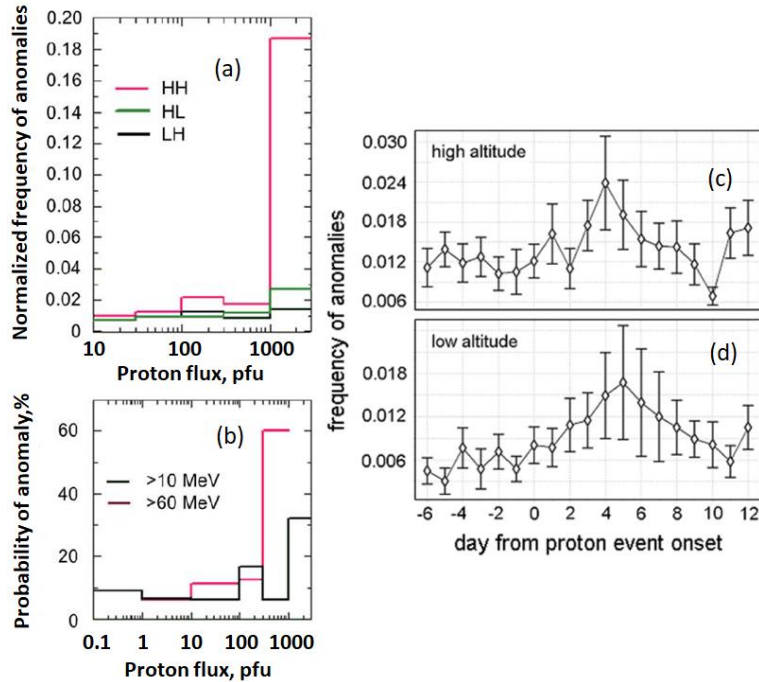 Normalized frequency of anomalies
0.20
0.18
0.16
0.14
0.12
0.10
0.08
0.06
0.04
0.02
0
(a)
HH
HL
LH
10 100 1000
Proton flux, pfu
Probability of anomaly,%
60
40
20
0
(b)
>10 MeV
>60 MeV
0.1 1 10 100 1000
Proton flux, pfu
frequency of anomalies
0.030
0.024
0.018
0.012
0.006
high altitude
(c)
0.018
0.012
0.006
low altitude
(d)
-6 -4 -2 0 2 4 6 8 10 12
day from proton event onset